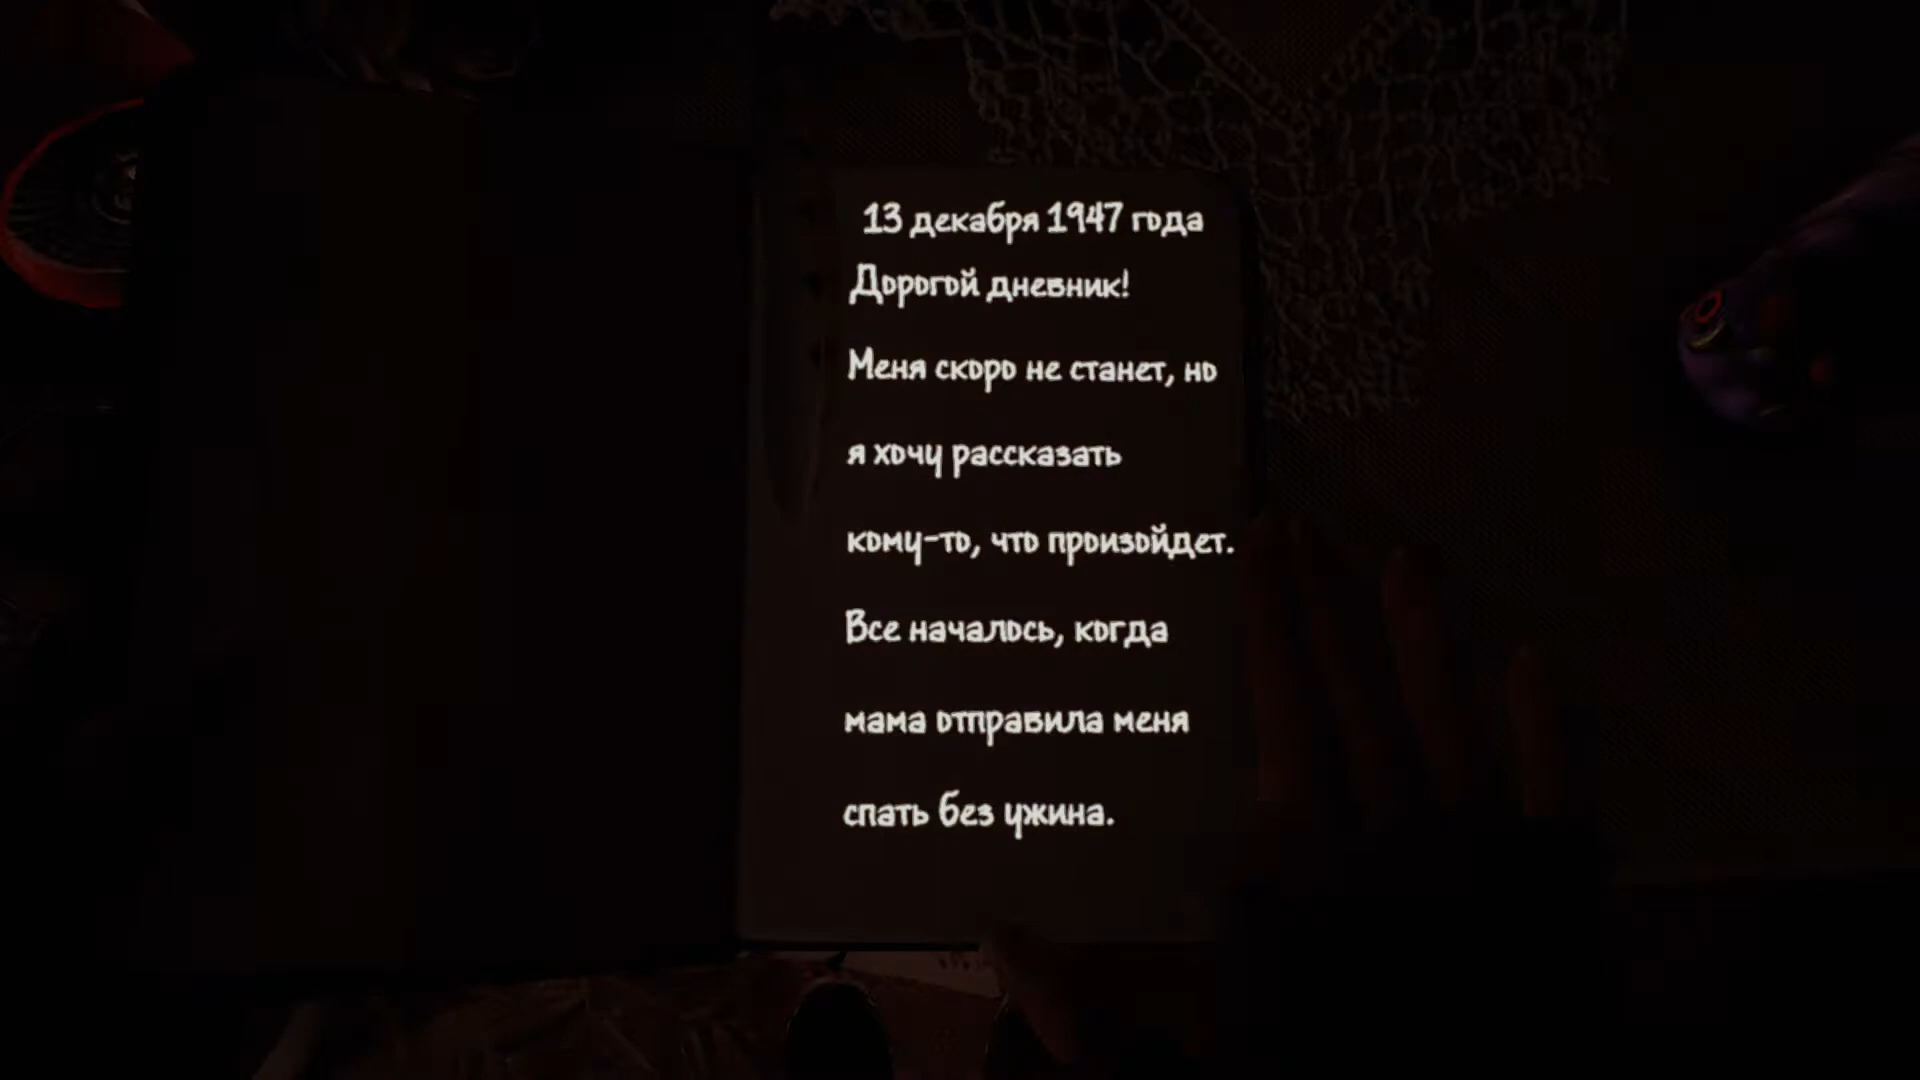 13 декабря 1947 года
Дорогой дневник!
Меня скоро не станет, но
я хочу рассказать
кому-то, что произойдет.
Все началось, когда
мама отправила меня
спать без ужина.